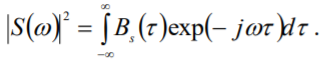 |S(ω)|² = ∫_{-∞}^{∞} B_s(τ)exp(− jωτ)dτ .